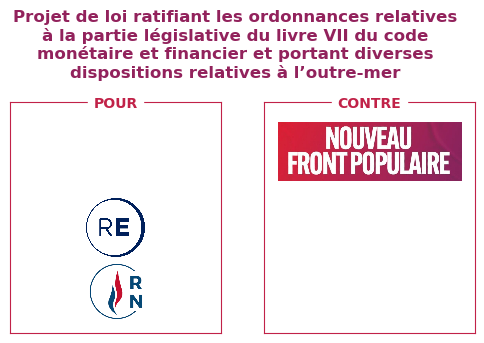 Projet de loi ratifiant les ordonnances relatives
à la partie législative du livre VII du code
monétaire et financier et portant diverses
dispositions relatives à l’outre-mer
POUR
RE
RN
CONTRE
NOUVEAU
FRONT POPULAIRE